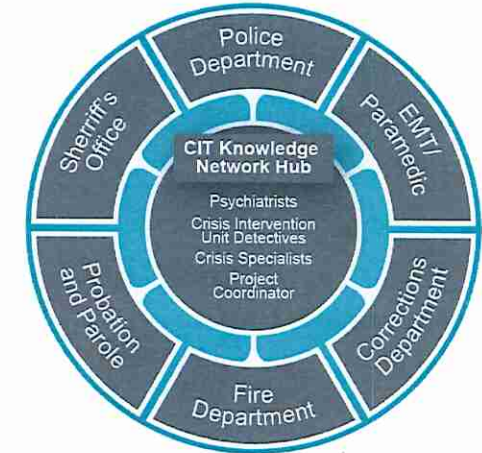 Police
Department
EMT/
Paramedic
Corrections
Department
Fire
Department
Probation
and Parole
Sherriff's
Office
CIT Knowledge
Network Hub
Psychiatrists
Crisis Intervention
Unit Detectives
Crisis Specialists
Project
Coordinator